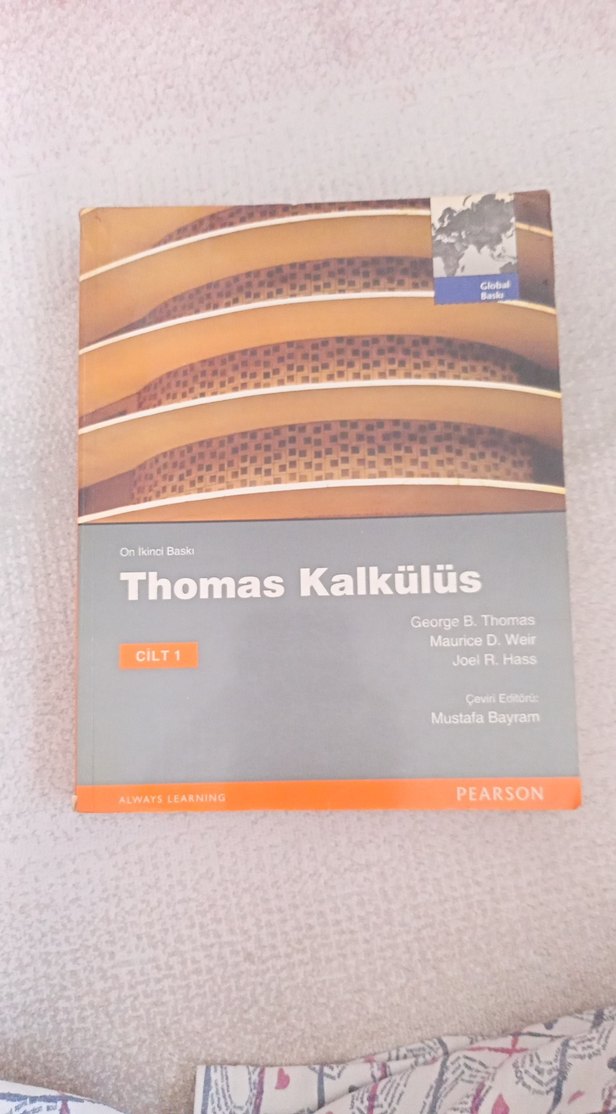 Global
Baskı
On İkinci Baskı
Thomas Kalkülüs
George B. Thomas
Maurice D. Weir
Joel R. Hass
CİLT 1
Çeviri Editörü:
Mustafa Bayram
ALWAYS LEARNING
PEARSON